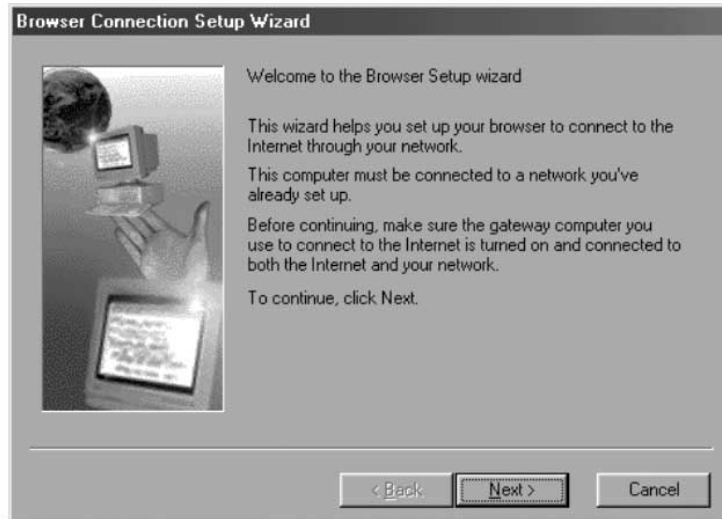 Browser Connection Setup Wizard
Welcome to the Browser Setup wizard
This wizard helps you set up your browser to connect to the
Internet through your network.
This computer must be connected to a network you've
already set up.
Before continuing, make sure the gateway computer you
use to connect to the Internet is turned on and connected to
both the Internet and your network.
To continue, click Next.
< Back
Next >
Cancel